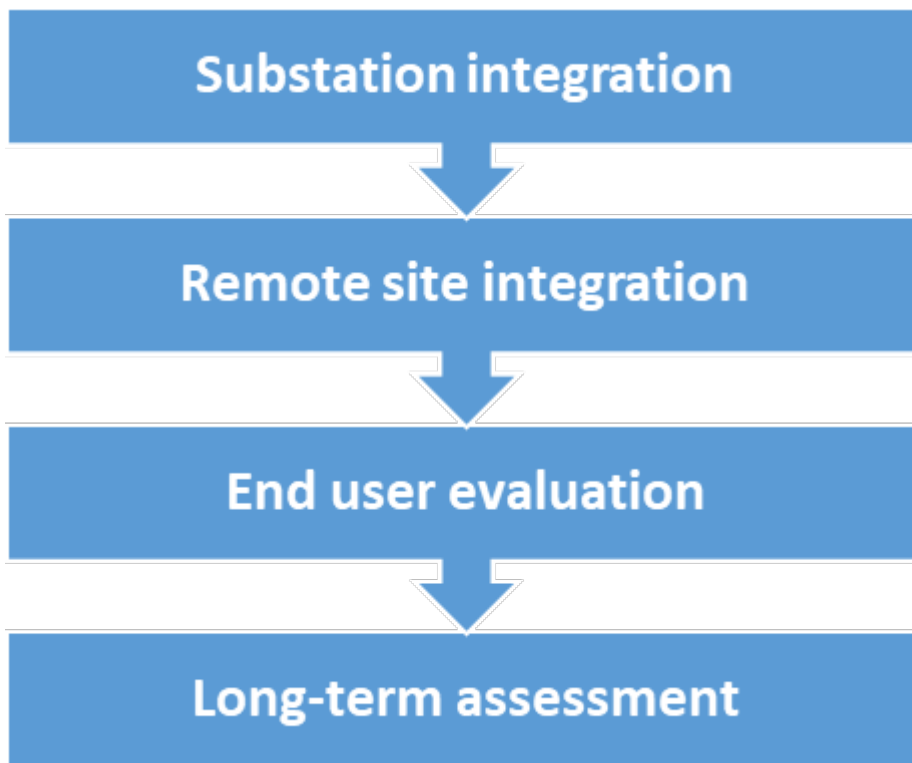 Substation integration
Remote site integration
End user evaluation
Long-term assessment